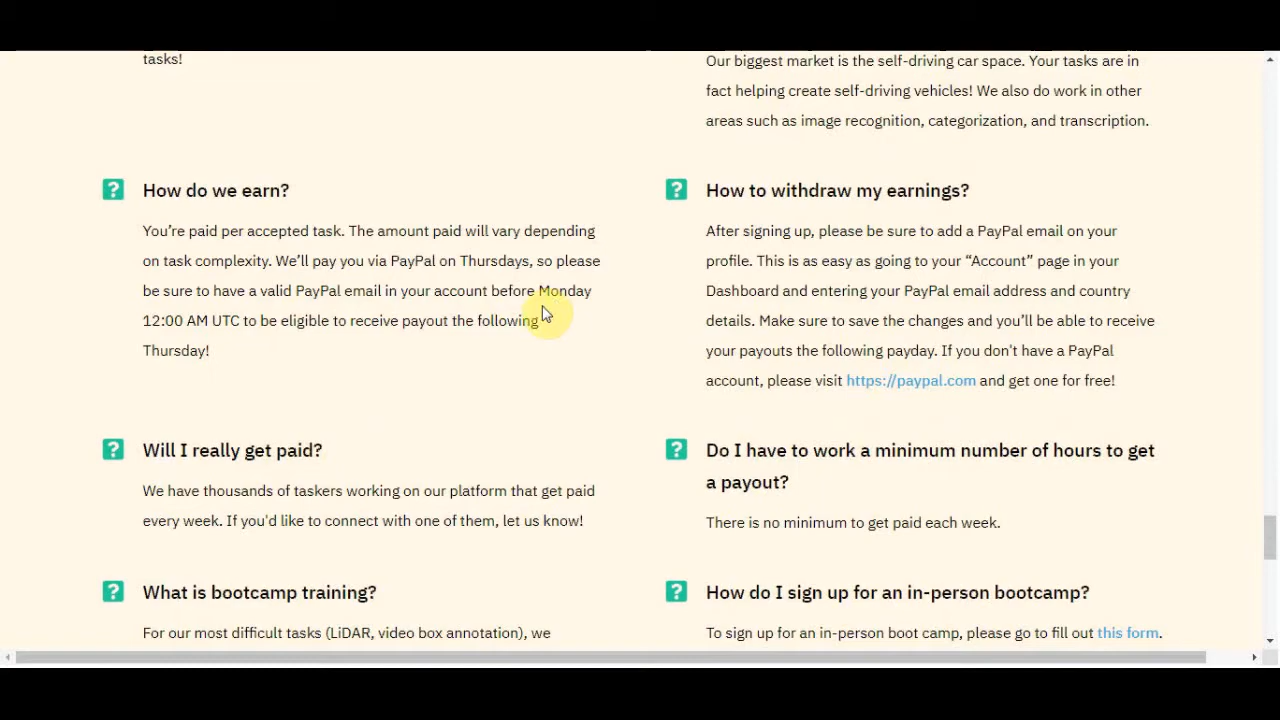 tasks!
Our biggest market is the self-driving car space. Your tasks are in
fact helping create self-driving vehicles! We also do work in other
areas such as image recognition, categorization, and transcription.
How do we earn?
You’re paid per accepted task. The amount paid will vary depending
on task complexity. We’ll pay you via PayPal on Thursdays, so please
be sure to have a valid PayPal email in your account before Monday
12:00 AM UTC to be eligible to receive payout the following
Thursday!
How to withdraw my earnings?
After signing up, please be sure to add a PayPal email on your
profile. This is as easy as going to your “Account” page in your
Dashboard and entering your PayPal email address and country
details. Make sure to save the changes and you’ll be able to receive
your payouts the following payday. If you don't have a PayPal
account, please visit https://paypal.com and get one for free!
Will I really get paid?
We have thousands of taskers working on our platform that get paid
every week. If you'd like to connect with one of them, let us know!
Do I have to work a minimum number of hours to get
a payout?
There is no minimum to get paid each week.
What is bootcamp training?
For our most difficult tasks (LiDAR, video box annotation), we
How do I sign up for an in-person bootcamp?
To sign up for an in-person boot camp, please go to fill out this form.